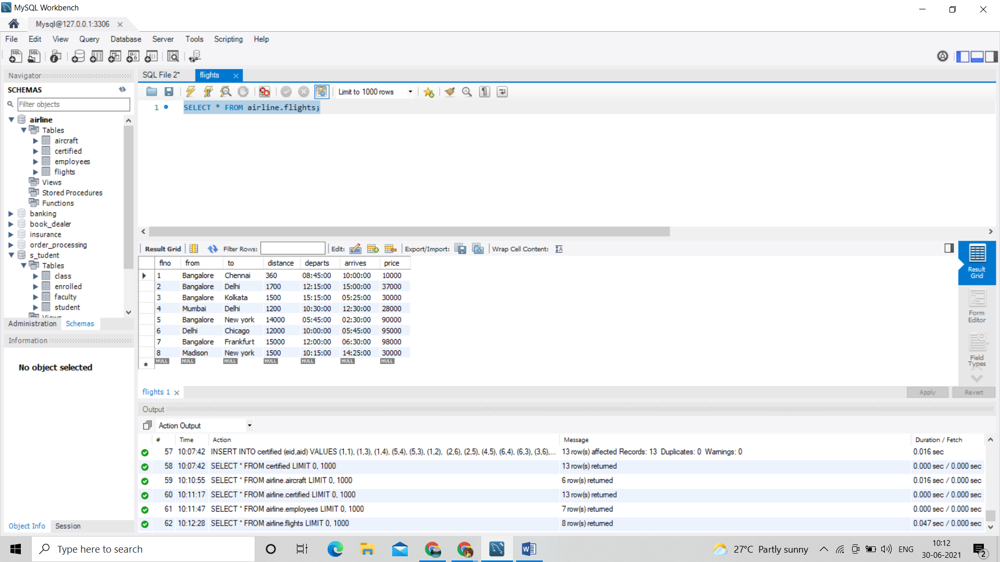 MySQL Workbench
Mysql@127.0.0.1:3306
File Edit View Query Database Server Tools Scripting Help
Navigator
SCHEMAS
Filter objects
airline
Tables
aircraft
certified
employees
flights
Views
Stored Procedures
Functions
banking
book_dealer
insurance
order_processing
s_tudent
Tables
class
enrolled
faculty
student
Views
Administration Schemas
Information
No object selected
Object Info Session
SQL File 2* flights
Limit to 1000 rows
1 SELECT * FROM airline.flights;
Result Grid Filter Rows: Edit: Export/Import: Wrap Cell Content:
flno from to distance departs arrives price
1 Bangalore Chennai 360 08:45:00 10:00:00 10000
2 Bangalore Delhi 1700 12:15:00 15:00:00 37000
3 Bangalore Kolkata 1500 15:15:00 05:25:00 30000
4 Mumbai Delhi 1200 10:30:00 12:30:00 28000
5 Bangalore New york 14000 05:45:00 02:30:00 90000
6 Delhi Chicago 12000 10:00:00 05:45:00 95000
7 Bangalore Frankfurt 15000 12:00:00 06:30:00 98000
8 Madison New york 1500 10:15:00 14:25:00 30000
NULL NULL NULL NULL NULL NULL NULL
Result
Grid
Form
Editor
Field
Types
flights 1
Apply Revert
Output
Action Output
# Time Action Message Duration / Fetch
57 10:07:42 INSERT INTO certified (eid,aid) VALUES (1,1), (1,3), (1,4), (5,4), (5,3), (1,2), (2,6), (2,5), (4,5), (6,4), (6,3), (3,6),... 13 row(s) affected Records: 13 Duplicates: 0 Warnings: 0 0.016 sec
58 10:07:42 SELECT * FROM certified LIMIT 0, 1000 13 row(s) returned 0.000 sec / 0.000 sec
59 10:10:55 SELECT * FROM airline.aircraft LIMIT 0, 1000 6 row(s) returned 0.016 sec / 0.000 sec
60 10:11:17 SELECT * FROM airline.certified LIMIT 0, 1000 13 row(s) returned 0.000 sec / 0.000 sec
61 10:11:47 SELECT * FROM airline.employees LIMIT 0, 1000 7 row(s) returned 0.000 sec / 0.000 sec
62 10:12:28 SELECT * FROM airline.flights LIMIT 0, 1000 8 row(s) returned 0.047 sec / 0.000 sec
Type here to search
27°C Partly sunny
ENG
10:12
30-06-2021
2